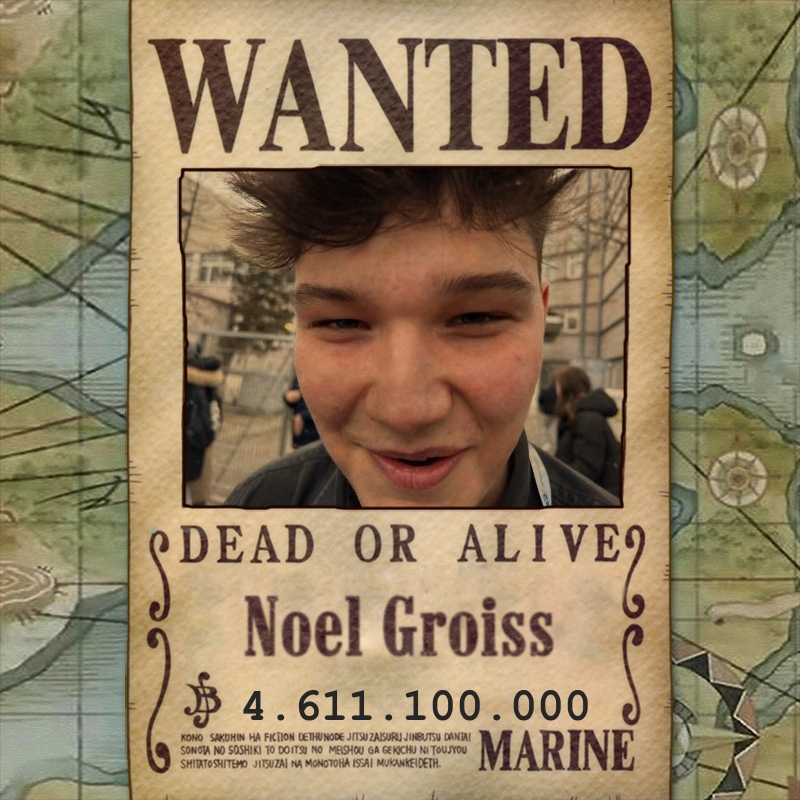 WANTED
DEAD OR ALIVE
Noel Groiss
4.611.100.000
KONO SAKUHIN HA FICTION DETHUNODE JITSUZAISURU JINBUTSU DANTAI
SONOTA NO SOSHIKI TO DOITSU NO MEISHOU GA GEKICHU NI TOUJYOU
SHITATOSHITEMO JITSUZAI NA MONOTOHA ISSAI MUKANKEIDETH.
MARINE